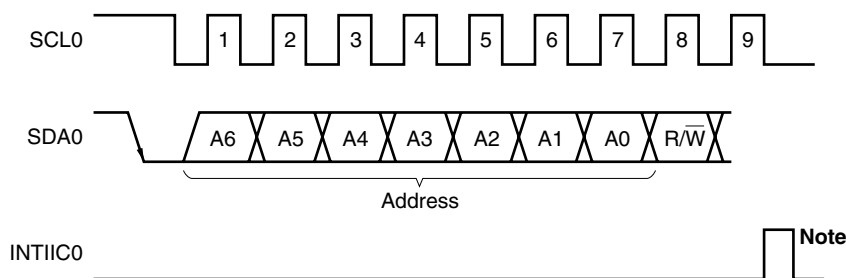 SCL0 1 2 3 4 5 6 7 8 9
SDA0 A6 A5 A4 A3 A2 A1 A0 R/W̅
Address
INTIIC0 Note